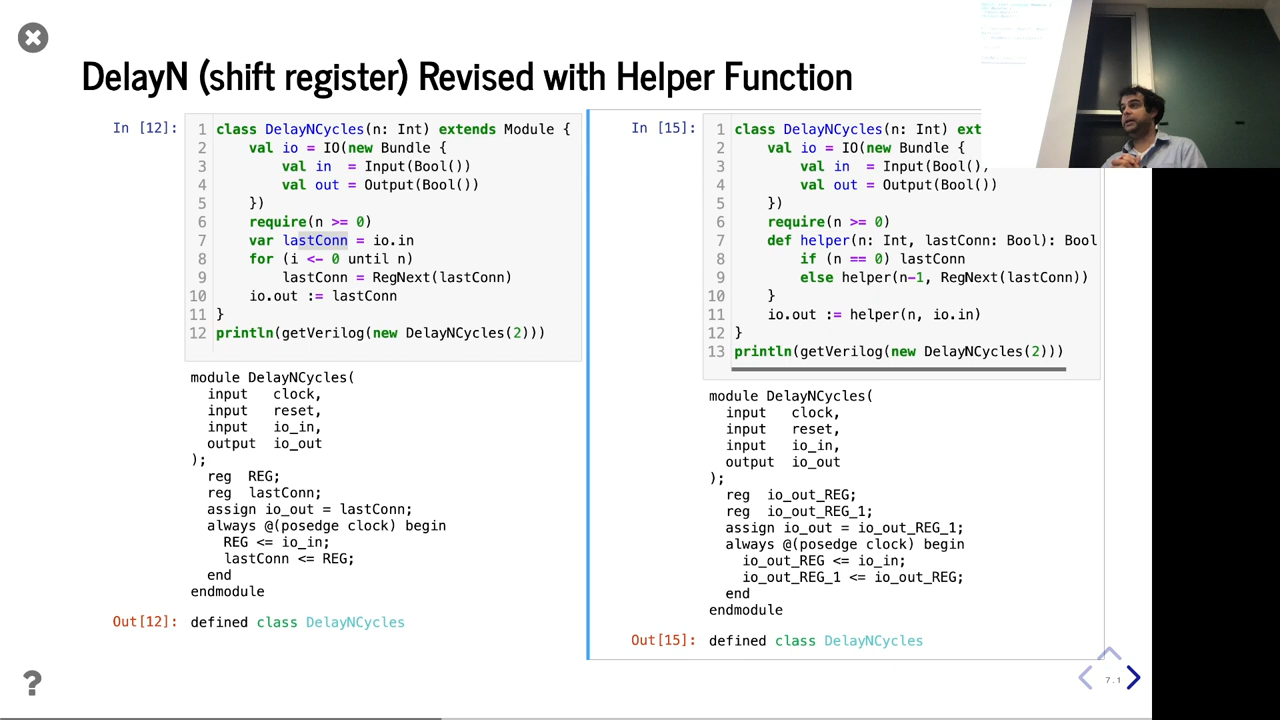 DelayN (shift register) Revised with Helper Function
In [12]:
1 class DelayNCycles(n: Int) extends Module {
2     val io = IO(new Bundle {
3         val in  = Input(Bool())
4         val out = Output(Bool())
5     })
6     require(n >= 0)
7     var lastConn = io.in
8     for (i <- 0 until n)
9         lastConn = RegNext(lastConn)
10     io.out := lastConn
11 }
12 println(getVerilog(new DelayNCycles(2)))
module DelayNCycles(
  input   clock,
  input   reset,
  input   io_in,
  output  io_out
);
  reg  REG;
  reg  lastConn;
  assign io_out = lastConn;
  always @(posedge clock) begin
    REG <= io_in;
    lastConn <= REG;
  end
endmodule
Out[12]: defined class DelayNCycles
In [15]:
1 class DelayNCycles(n: Int) ext
2     val io = IO(new Bundle {
3         val in  = Input(Bool(),
4         val out = Output(Bool())
5     })
6     require(n >= 0)
7     def helper(n: Int, lastConn: Bool): Bool
8         if (n == 0) lastConn
9         else helper(n-1, RegNext(lastConn))
10     }
11     io.out := helper(n, io.in)
12 }
13 println(getVerilog(new DelayNCycles(2)))
module DelayNCycles(
  input   clock,
  input   reset,
  input   io_in,
  output  io_out
);
  reg  io_out_REG;
  reg  io_out_REG_1;
  assign io_out = io_out_REG_1;
  always @(posedge clock) begin
    io_out_REG <= io_in;
    io_out_REG_1 <= io_out_REG;
  end
endmodule
Out[15]: defined class DelayNCycles
?
7.1